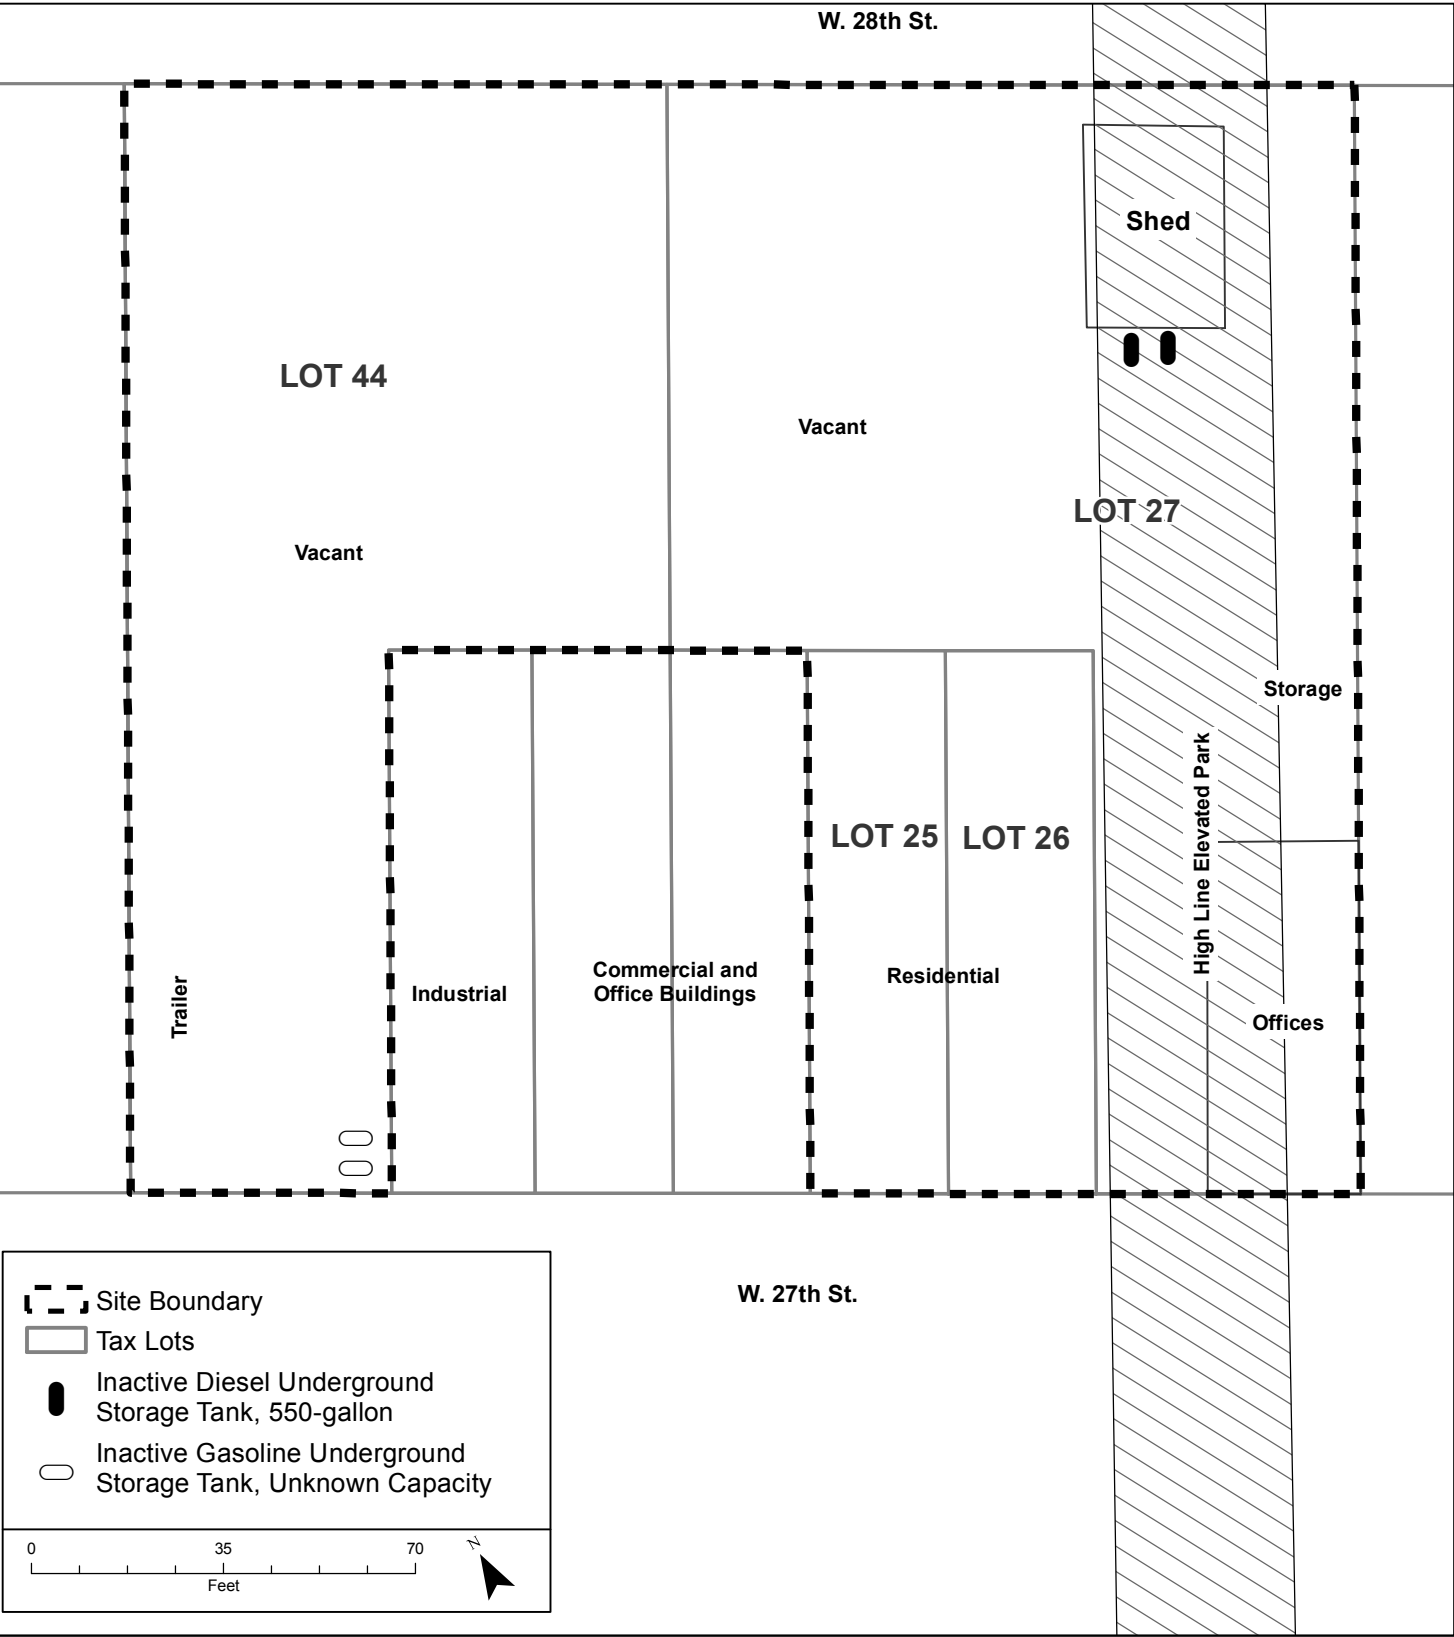 W. 28th St.
Shed
LOT 44
Vacant
LOT 27
Vacant
Storage
High Line Elevated Park
LOT 25
LOT 26
Trailer
Industrial
Commercial and
Office Buildings
Residential
Offices
W. 27th St.
Site Boundary
Tax Lots
Inactive Diesel Underground
Storage Tank, 550-gallon
Inactive Gasoline Underground
Storage Tank, Unknown Capacity
0 35 70
Feet
N